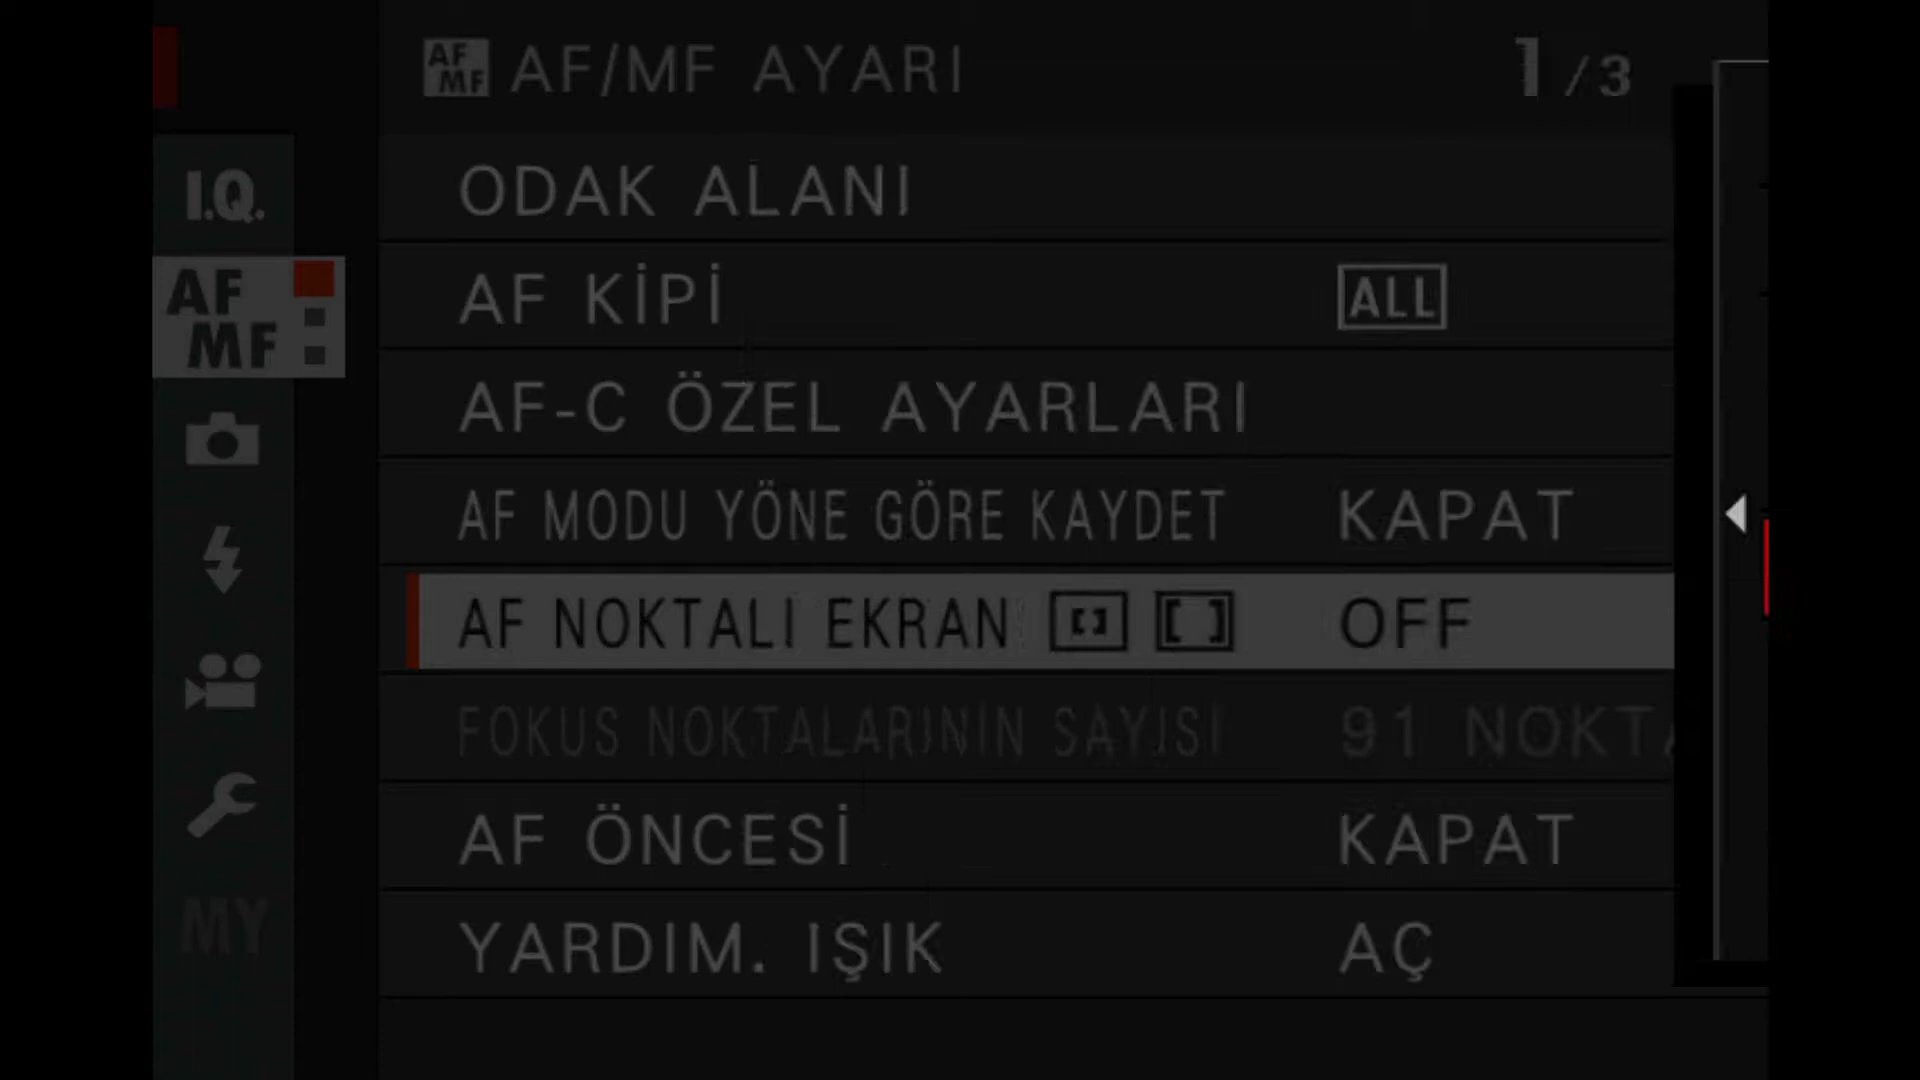 AF MF AF/MF AYARI 1/3
I.Q.
AF MF
MY
ODAK ALANI
AF KİPİ ALL
AF-C ÖZEL AYARLARI
AF MODU YÖNE GÖRE KAYDET KAPAT
AF NOKTALI EKRAN OFF
FOKUS NOKTALARININ SAYISI 91 NOKTA
AF ÖNCESİ KAPAT
YARDIM. IŞIK AÇ